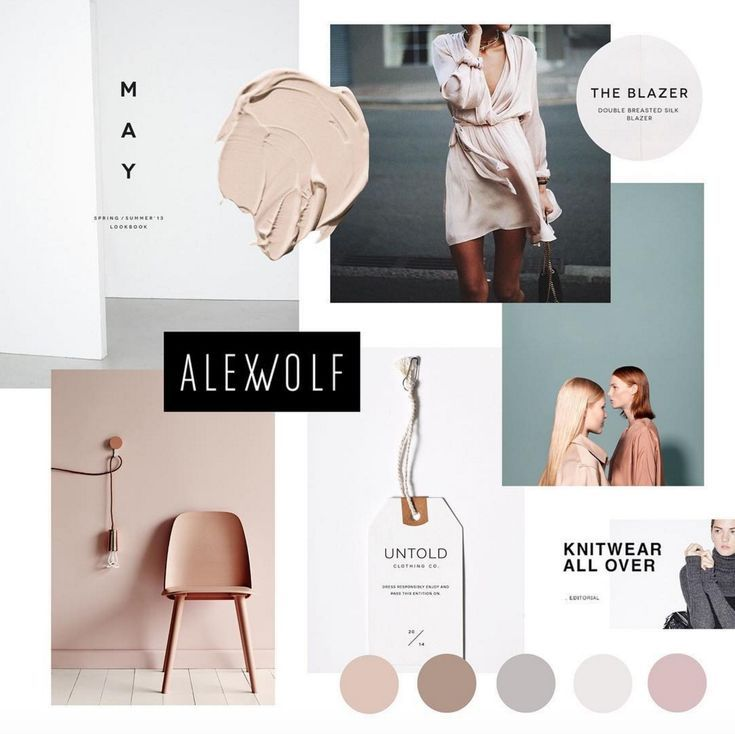 M
A
Y
SPRING / SUMMER'13
LOOKBOOK
THE BLAZER
DOUBLE BREASTED SILK
BLAZER
ALEXWOLF
UNTOLD
CLOTHING CO.
DRESS RESPONSIBLY ENJOY AND
PASS THIS ENTITION ON.
20
/
14
KNITWEAR
ALL OVER
. EDITORIAL